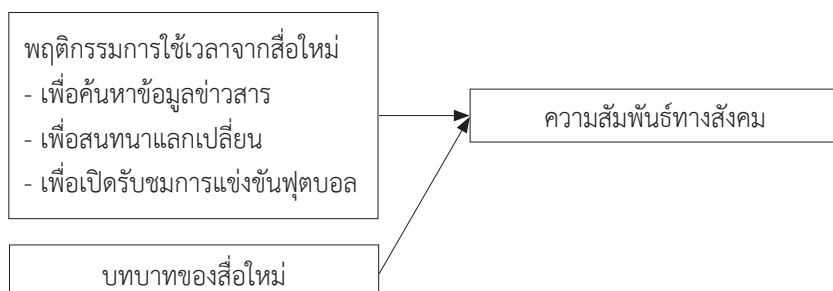 พฤติกรรมการใช้เวลาจากสื่อใหม่
- เพื่อค้นหาข้อมูลข่าวสาร
- เพื่อสนทนาแลกเปลี่ยน
- เพื่อเปิดรับชมการแข่งขันฟุตบอล
ความสัมพันธ์ทางสังคม
บทบาทของสื่อใหม่